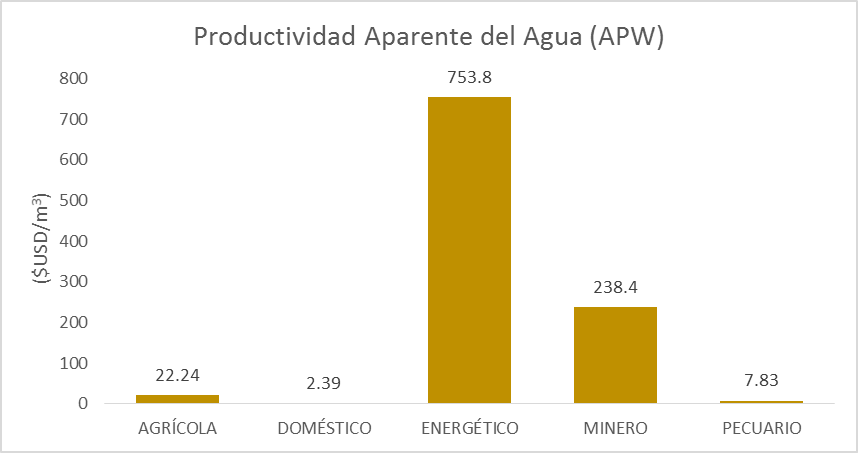 Productividad Aparente del Agua (APW)
($USD/m³)
800
700
600
500
400
300
200
100
0
22.24
2.39
753.8
238.4
7.83
AGRÍCOLA
DOMÉSTICO
ENERGÉTICO
MINERO
PECUARIO